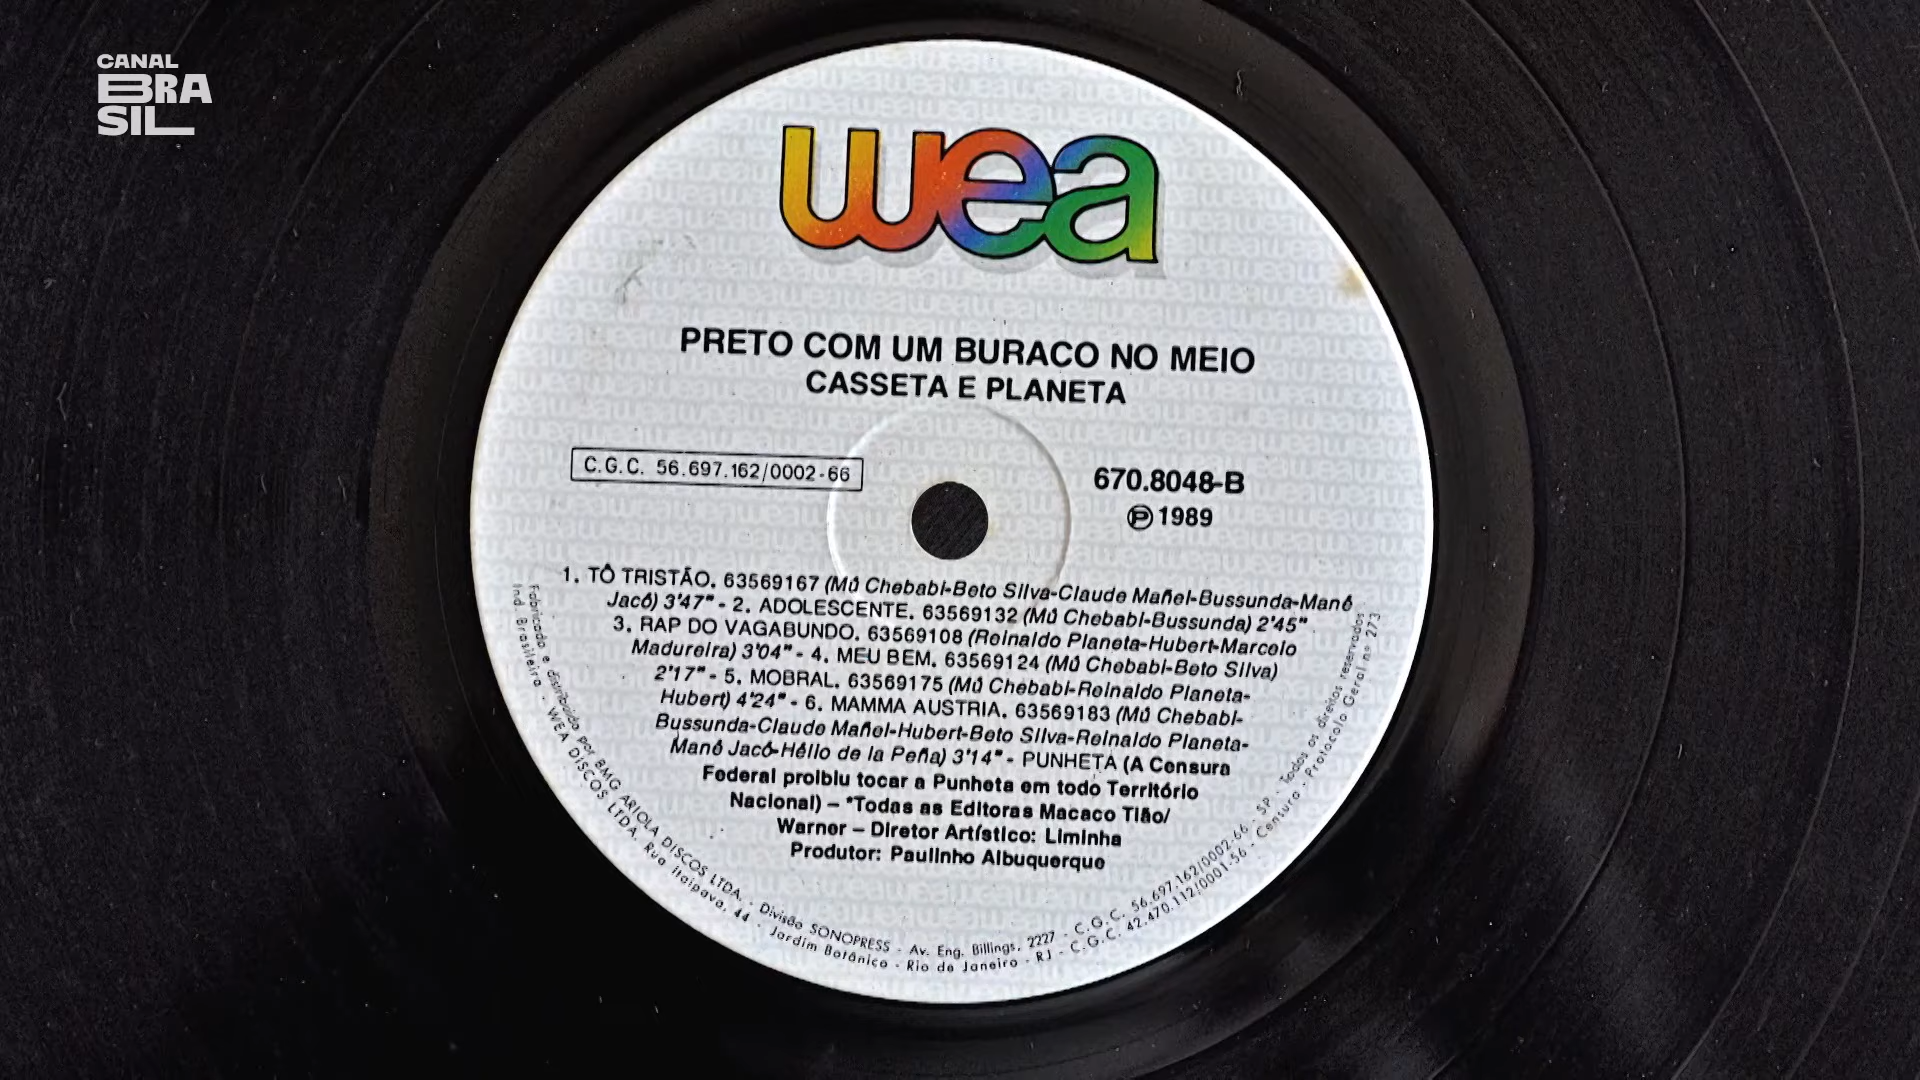 CANAL
BRA
SIL
wea
PRETO COM UM BURACO NO MEIO
CASSETA E PLANETA
C.G.C. 56.697.162/0002-66
670.8048-B
Ⓟ 1989
1. TÔ TRISTÃO. 63569167 (Mú Chebabi-Beto Silva-Claude Mañel-Bussunda-Manê
Jacó) 3'47" - 2. ADOLESCENTE. 63569132 (Mú Chebabi-Bussunda) 2'45"
3. RAP DO VAGABUNDO. 63569108 (Reinaldo Planeta-Hubert-Marcelo
Madureira) 3'04" - 4. MEU BEM. 63569124 (Mú Chebabi-Beto Silva)
2'17" - 5. MOBRAL. 63569175 (Mú Chebabi-Reinaldo Planeta-
Hubert) 4'24" - 6. MAMMA AUSTRIA. 63569183 (Mú Chebabi-
Bussunda-Claude Mañel-Hubert-Beto Silva-Reinaldo Planeta-
Manê Jacó-Hélio de la Peña) 3'14" - PUNHETA (A Censura
Federal proibiu tocar a Punheta em todo Território
Nacional) – *Todas as Editoras Macaco Tião/
Warner – Diretor Artístico: Liminha
Produtor: Paulinho Albuquerque
Fabricado e distribuído por BMG ARIOLA DISCOS LTDA. - Divisão SONOPRESS - Av. Eng. Billings, 2227 - C.G.C. 56.697.162/0002-66 - SP - Todos os direitos reservados
Ind. Brasileira - WEA DISCOS LTDA. Rua Itaipava, 44 - Jardim Botânico - Rio de Janeiro - RJ - C.G.C. 42.470.112/0001-56 - Censura - Protocolo Geral nº 273